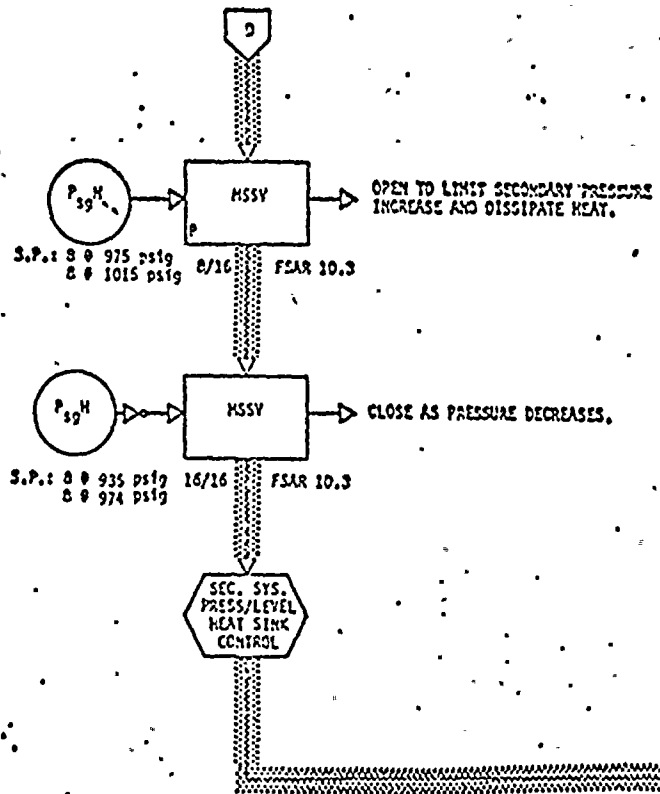 P sg H
MSSV
OPEN TO LIMIT SECONDARY PRESSURE
INCREASE AND DISSIPATE HEAT.
P
S.P.: 8 @ 975 psig
8 @ 1015 psig
8/16
FSAR 10.3
P sg H
MSSV
CLOSE AS PRESSURE DECREASES.
S.P.: 8 @ 935 psig
8 @ 974 psig
16/16
FSAR 10.3
SEC. SYS.
PRESS/LEVEL
HEAT SINK
CONTROL